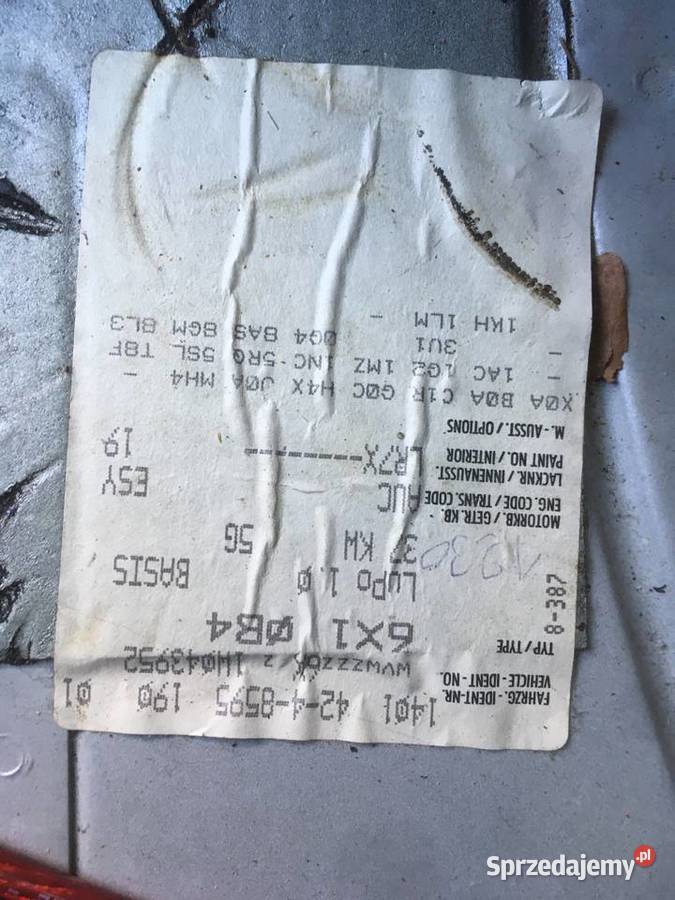 1401 42-4-8595 190 01
FAHRZG.-IDENT-NR.
VEHICLE-IDENT-NO. 1W043952
TYP / TYPE 6X1 0B4
8-387 LuPo 1.0 BASIS
37 KW 5G
MOTORKB. / GETR.KB.
ENG. CODE / TRANS. CODE AUC ESY
LACKNR. / INNENAUSST.
PAINT NO. / INTERIOR LR7X-------- 19
M.-AUSST. / OPTIONS
X0A B0A C1R G0C H4X J0A MH4 -
- 1AC 1G2 1MZ 1NC 5RQ 5SL T8F
- 3U1 0G4 8AS 8GM 8L3
1KH 1LM -
Sprzedajemy.pl